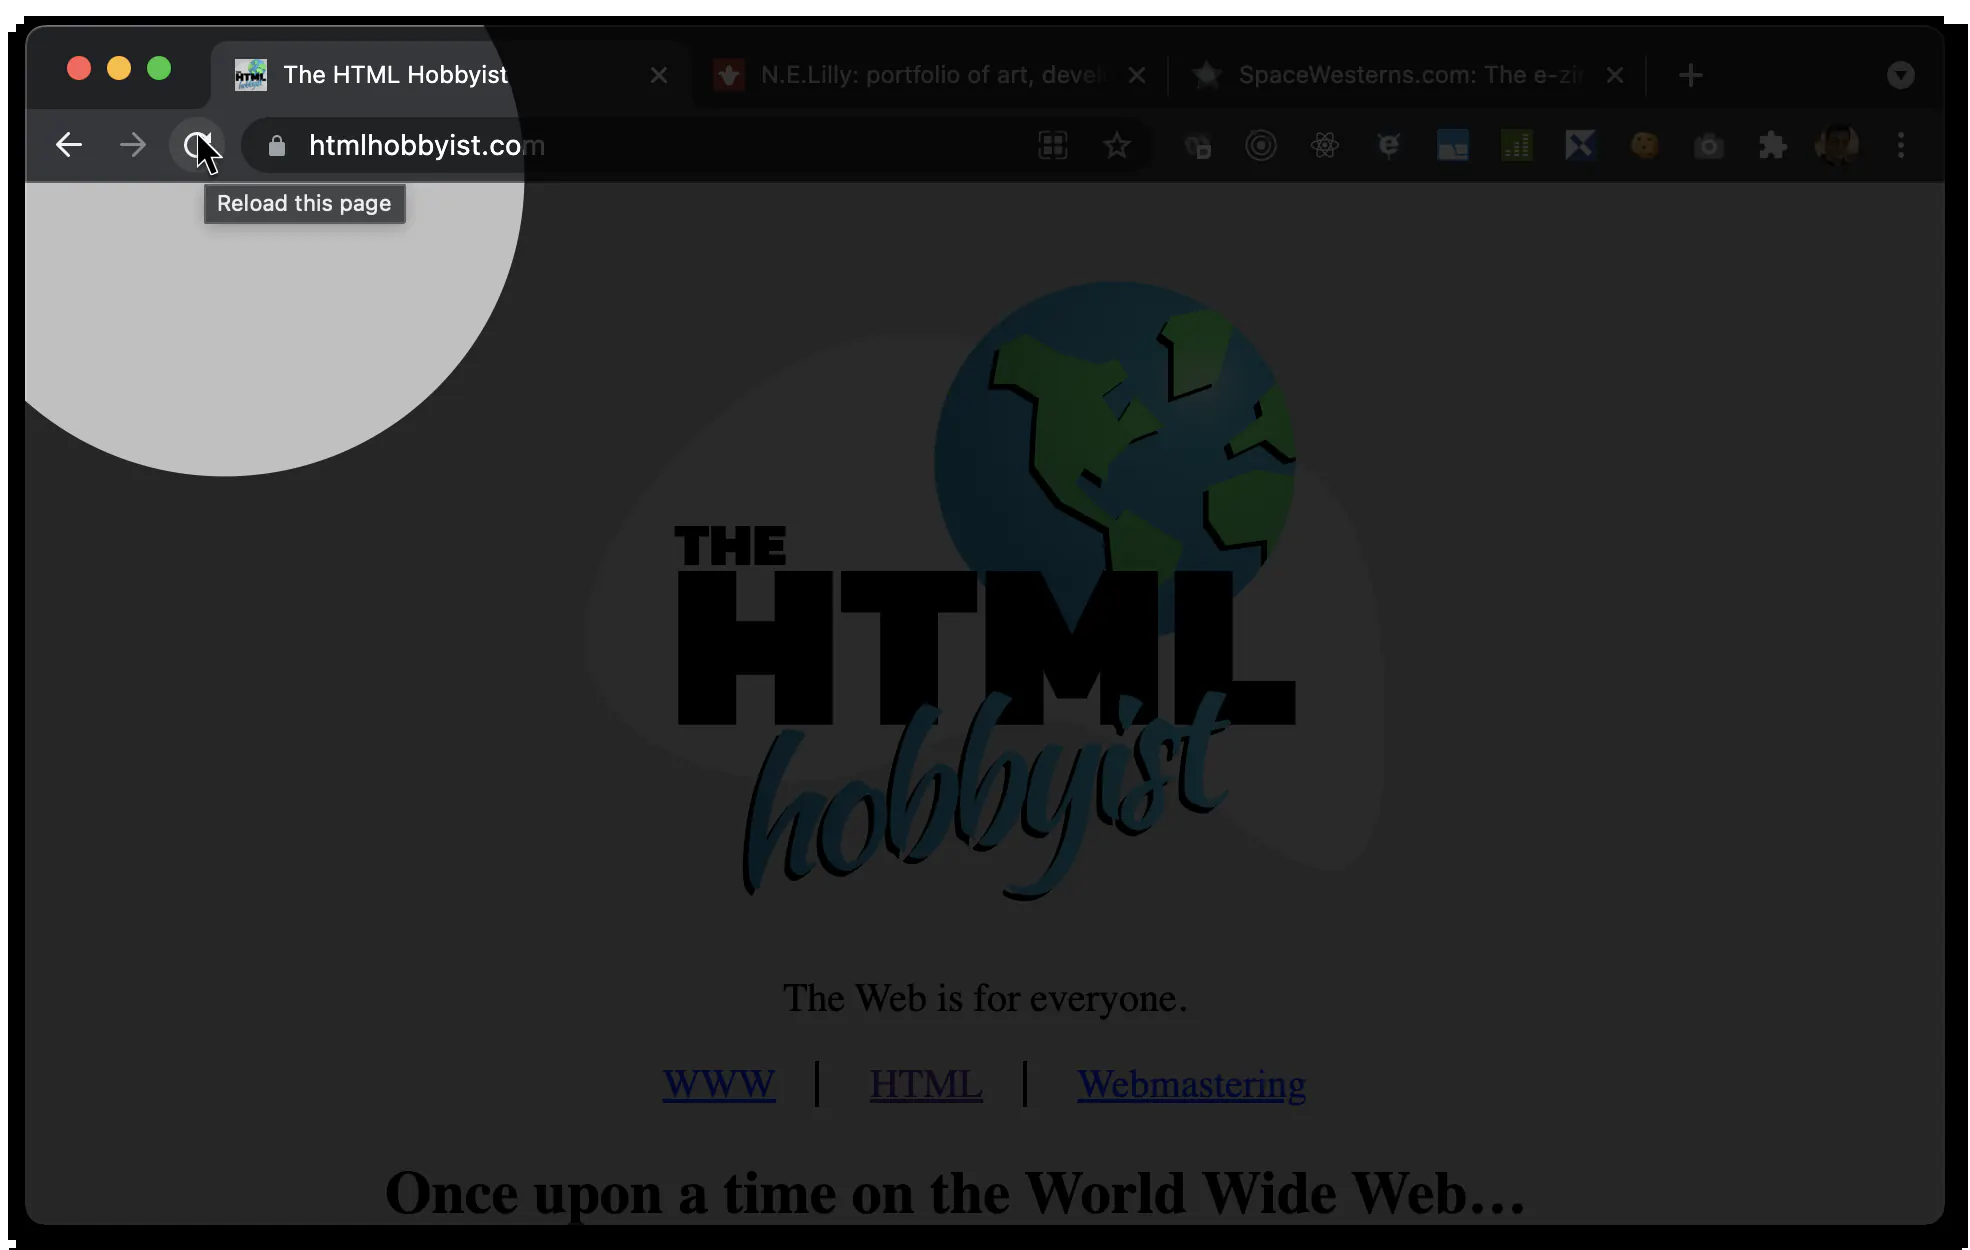 The HTML Hobbyist
N.E.Lilly: portfolio of art, devel
SpaceWesterns.com: The e-zin
htmlhobbyist.com
Reload this page
THE
HTML
hobbyist
The Web is for everyone.
WWW | HTML | Webmastering
Once upon a time on the World Wide Web…